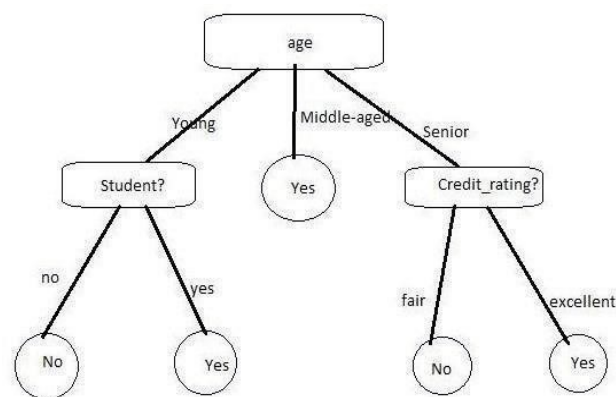 age
Young
Middle-aged
Senior
Student?
Yes
Credit_rating?
no
yes
fair
excellent
No
Yes
No
Yes